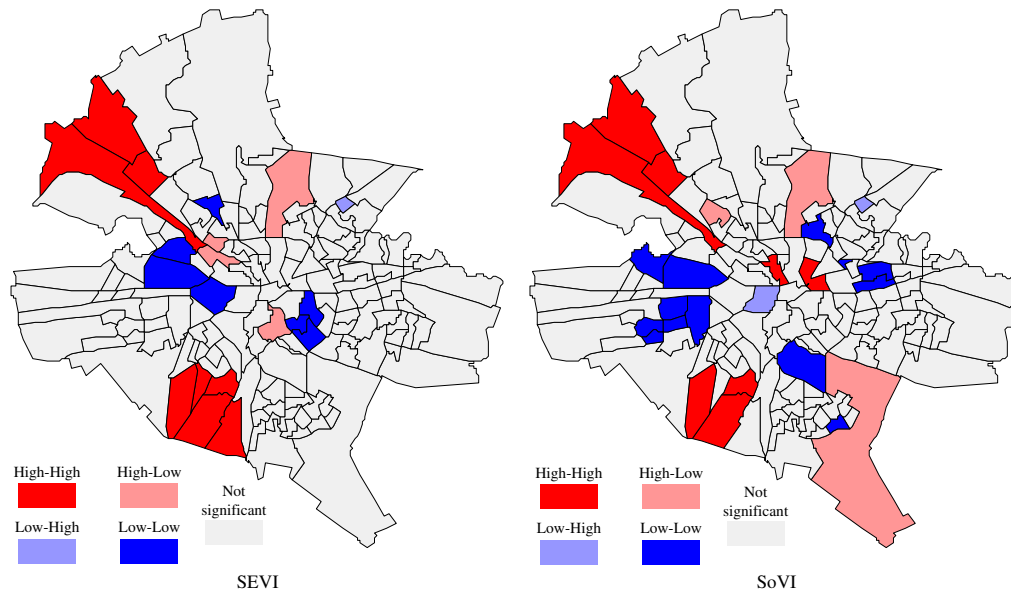 High-High High-Low
Not
significant
Low-High Low-Low
SEVI
High-High High-Low
Not
significant
Low-High Low-Low
SoVI